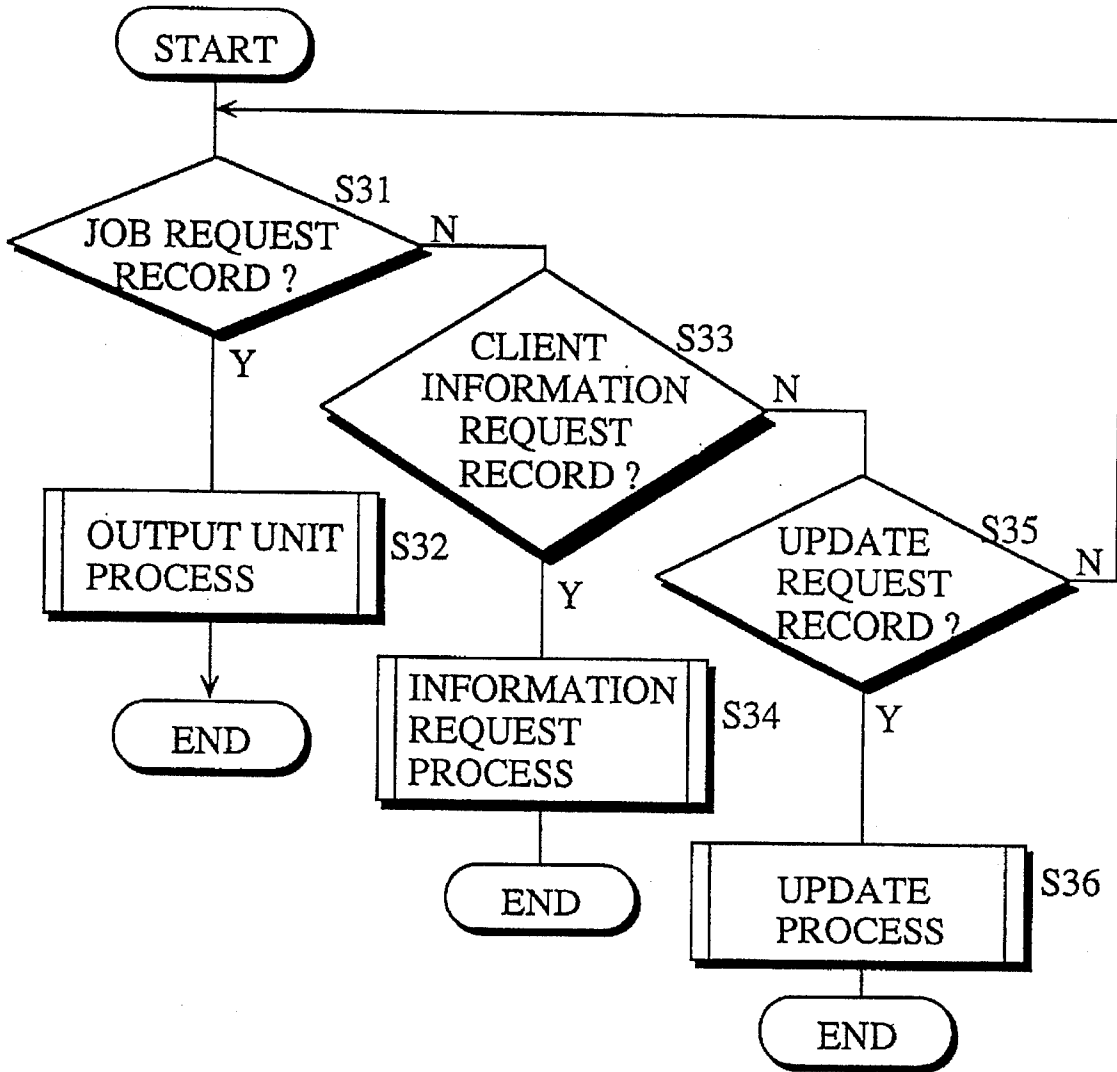 START
S31
JOB REQUEST
RECORD ?
N
Y
S33
CLIENT
INFORMATION
REQUEST
RECORD ?
N
Y
OUTPUT UNIT
PROCESS
S32
END
S35
UPDATE
REQUEST
RECORD ?
N
Y
INFORMATION
REQUEST
PROCESS
S34
END
UPDATE
PROCESS
S36
END